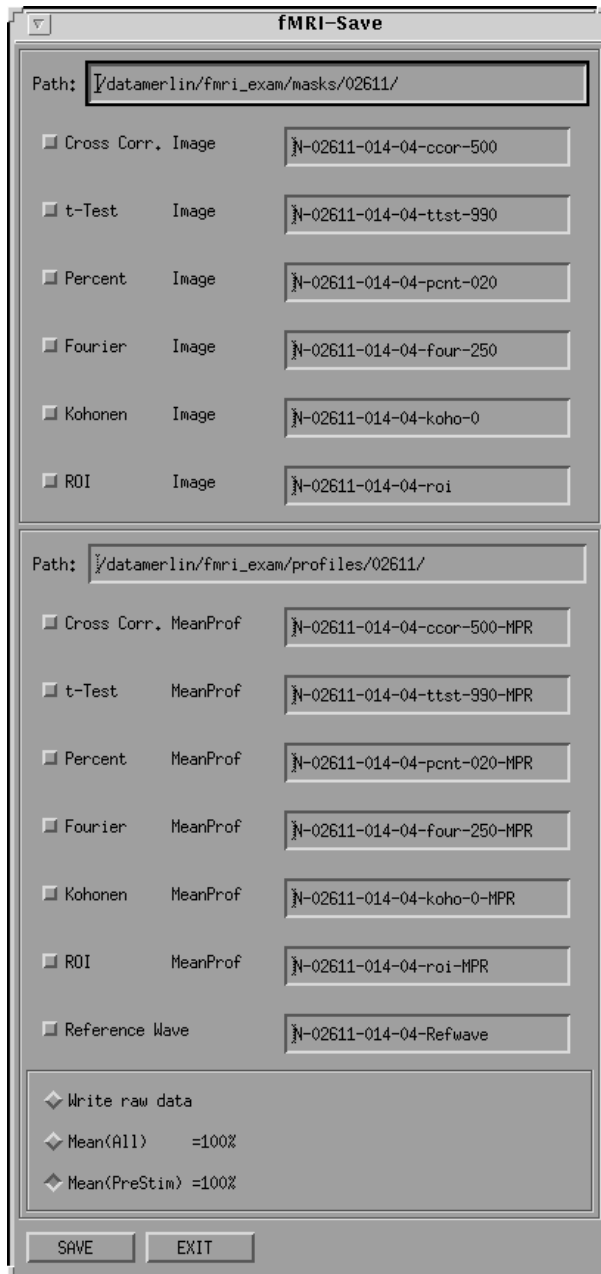 fMRI-Save
Path: /datamerlin/fmri_exam/masks/02611/
Cross Corr. Image N-02611-014-04-ccor-500
t-Test Image N-02611-014-04-ttst-990
Percent Image N-02611-014-04-pcnt-020
Fourier Image N-02611-014-04-four-250
Kohonen Image N-02611-014-04-koho-0
ROI Image N-02611-014-04-roi
Path: /datamerlin/fmri_exam/profiles/02611/
Cross Corr. MeanProf N-02611-014-04-ccor-500-MPR
t-Test MeanProf N-02611-014-04-ttst-990-MPR
Percent MeanProf N-02611-014-04-pcnt-020-MPR
Fourier MeanProf N-02611-014-04-four-250-MPR
Kohonen MeanProf N-02611-014-04-koho-0-MPR
ROI MeanProf N-02611-014-04-roi-MPR
Reference Wave N-02611-014-04-Refwave
Write raw data
Mean(All) =100%
Mean(PreStim) =100%
SAVE EXIT